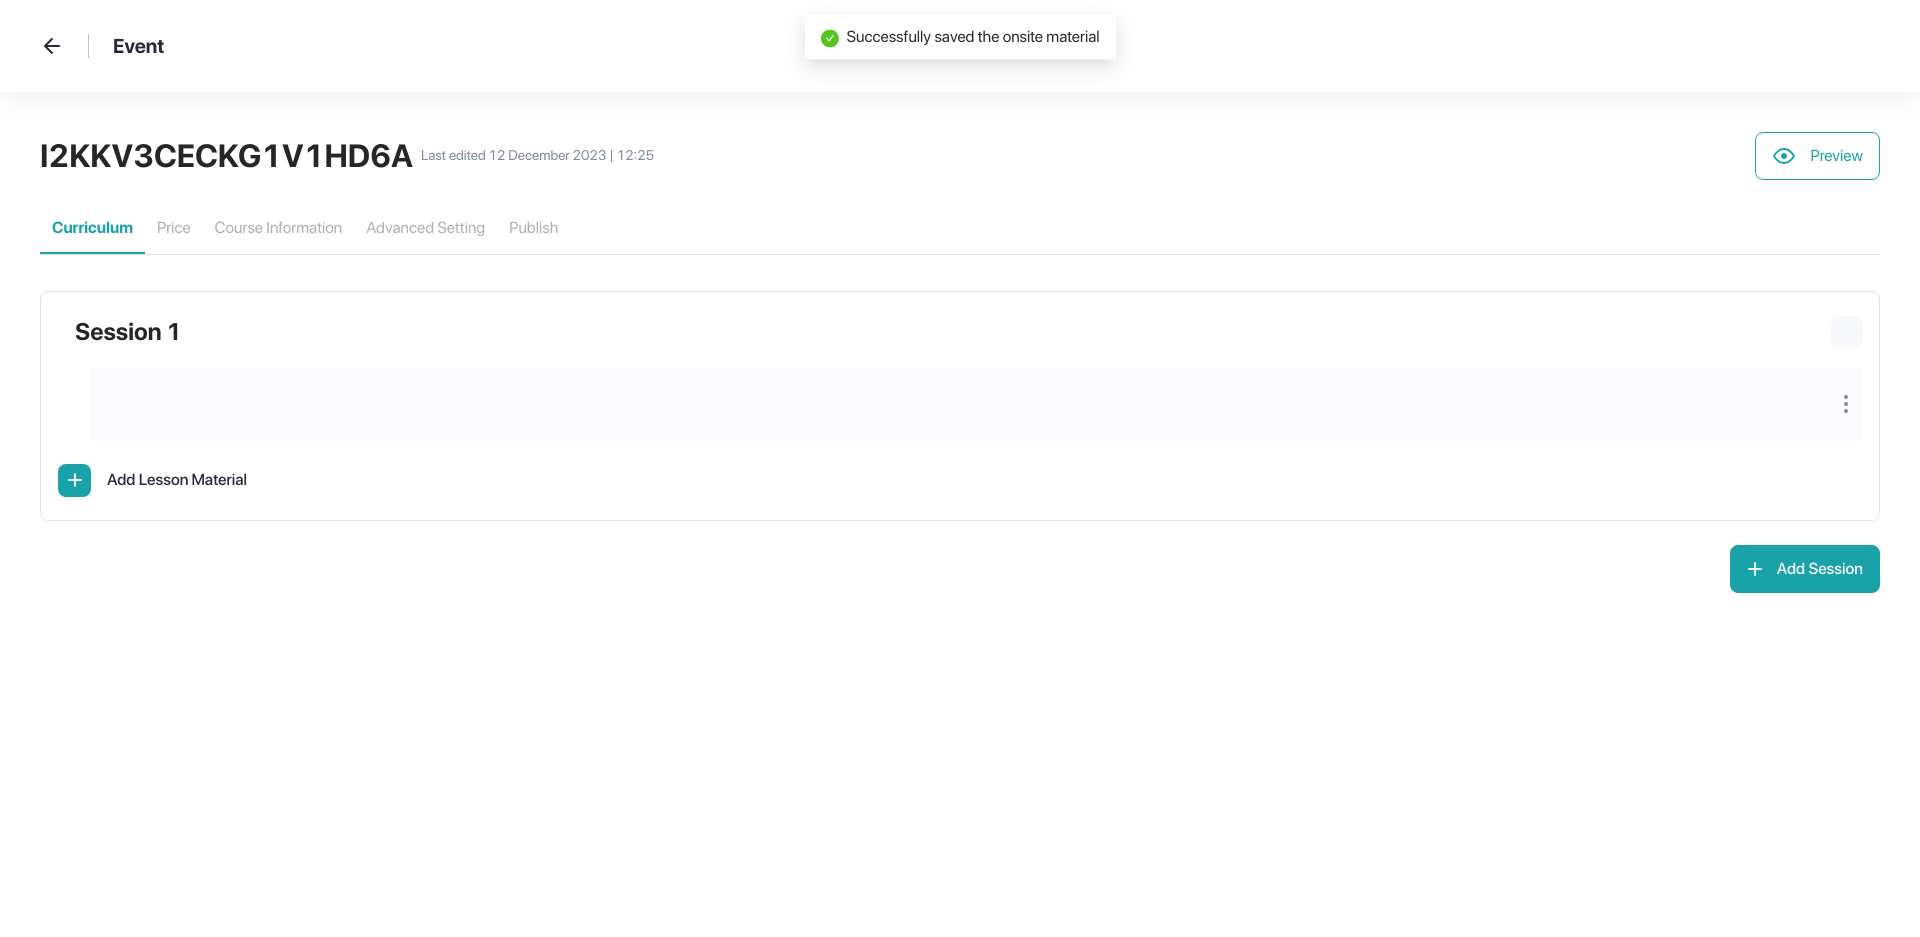 Event
Successfully saved the onsite material
I2KKV3CECKG1V1HD6A Last edited 12 December 2023 | 12:25
Preview
Curriculum Price Course Information Advanced Setting Publish
Session 1
Add Lesson Material
Add Session